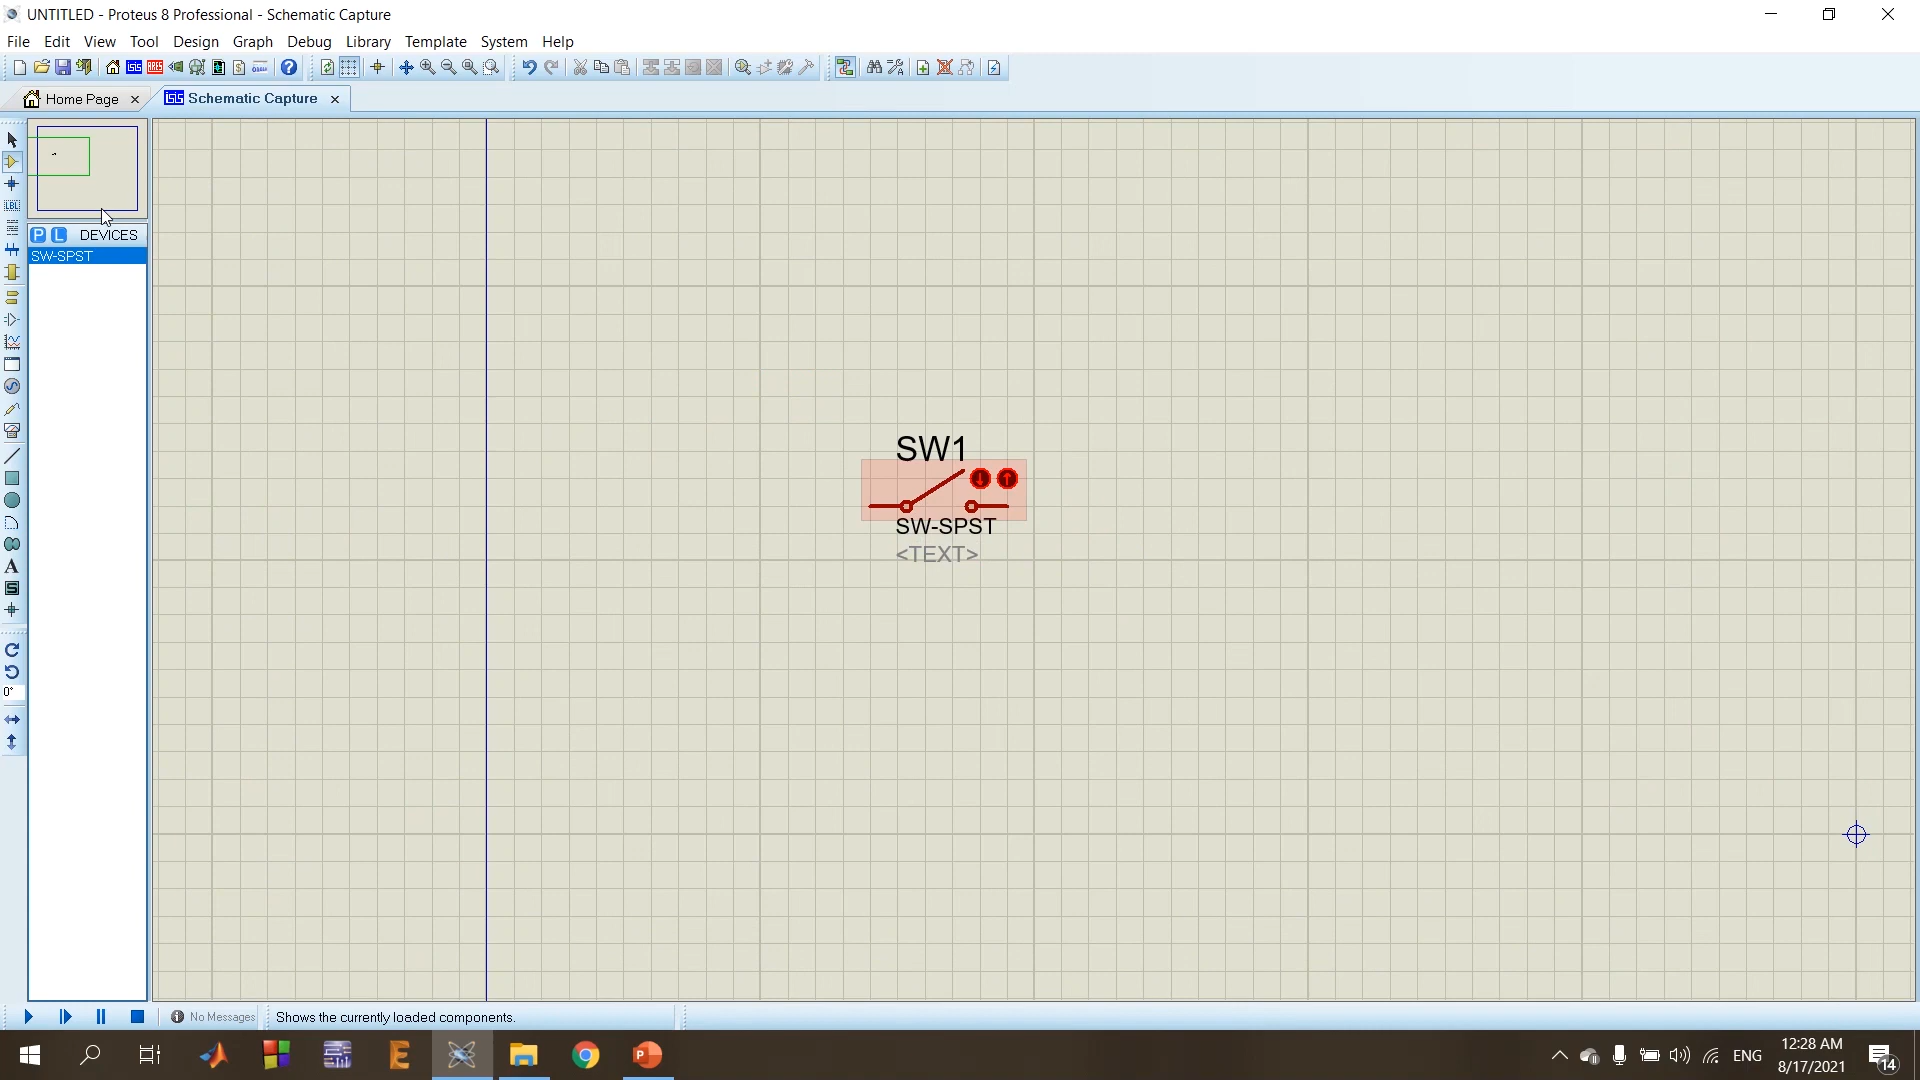 UNTITLED - Proteus 8 Professional - Schematic Capture
File Edit View Tool Design Graph Debug Library Template System Help
Home Page
Schematic Capture
P L DEVICES
SW-SPST
LBL
A
S
0°
SW1
SW-SPST
<TEXT>
No Messages
Shows the currently loaded components.
ENG
12:28 AM
8/17/2021
14